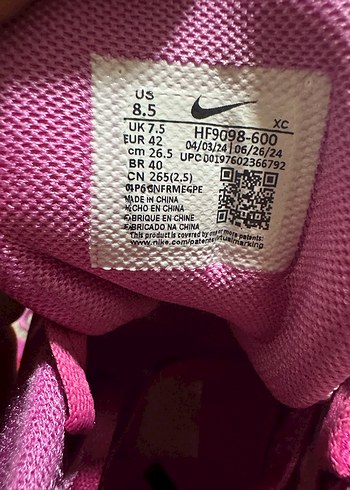 US
8.5
XC
UK 7.5
HF9098-600
EUR 42
04/03/24 | 06/26/24
cm 26.5
UPC 00197602366792
BR 40
CN 265(2,5)
MADE IN CHINA
HECHO EN CHINA
FABRIQUE EN CHINE
FABRICADO NA CHINA
This product is covered by one or more patents:
www.nike.com/patents virtualmarking